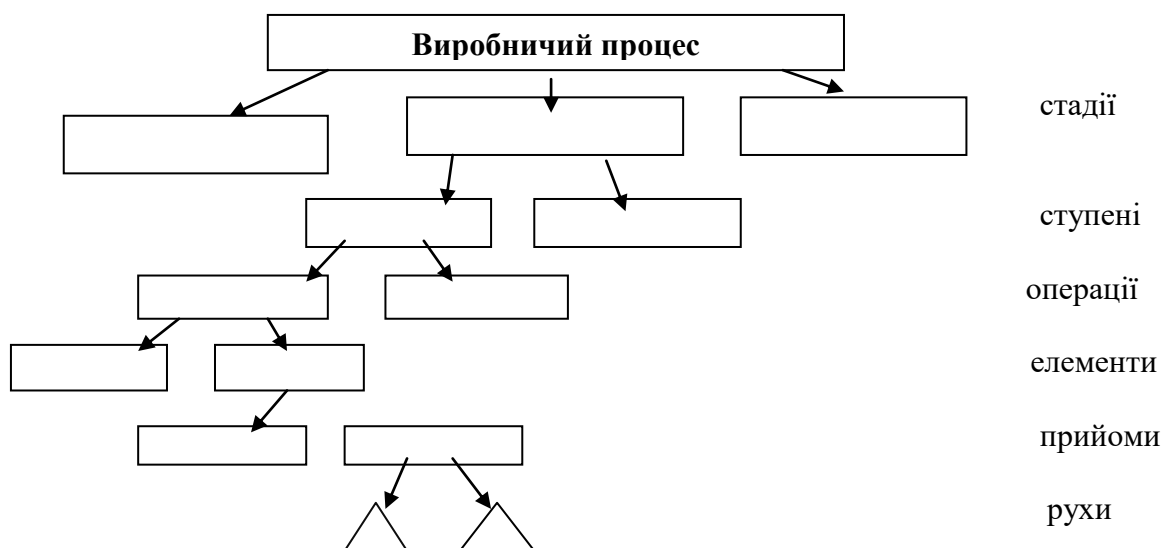 Виробничий процес
стадії
ступені
операції
елементи
прийоми
рухи